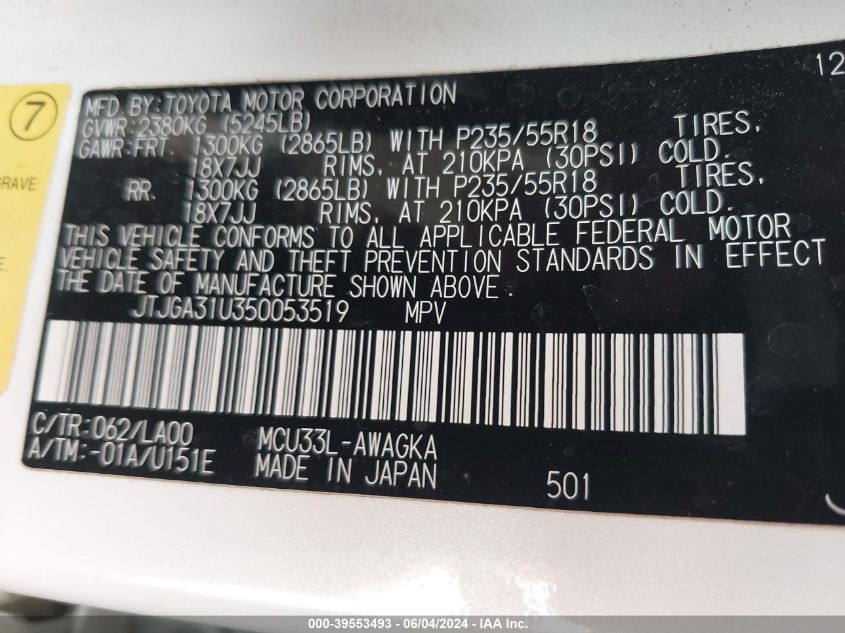 7
GRAVE:
12
MFD BY: TOYOTA MOTOR CORPORATION
GVWR: 2380KG (5245LB)
GAWR: FRT. 1300KG (2865LB) WITH P235/55R18 TIRES,
18X7JJ RIMS, AT 210KPA (30PSI) COLD.
RR. 1300KG (2865LB) WITH P235/55R18 TIRES,
18X7JJ RIMS, AT 210KPA (30PSI) COLD.
THIS VEHICLE CONFORMS TO ALL APPLICABLE FEDERAL MOTOR
VEHICLE SAFETY AND THEFT PREVENTION STANDARDS IN EFFECT
THE DATE OF MANUFACTURE SHOWN ABOVE.
JTJGA31U350053519 MPV
C/TR:062/LA00 MCU33L-AWAGKA
A/TM:-01A/U151E MADE IN JAPAN 501
000-39553493 - 06/04/2024 - IAA Inc.